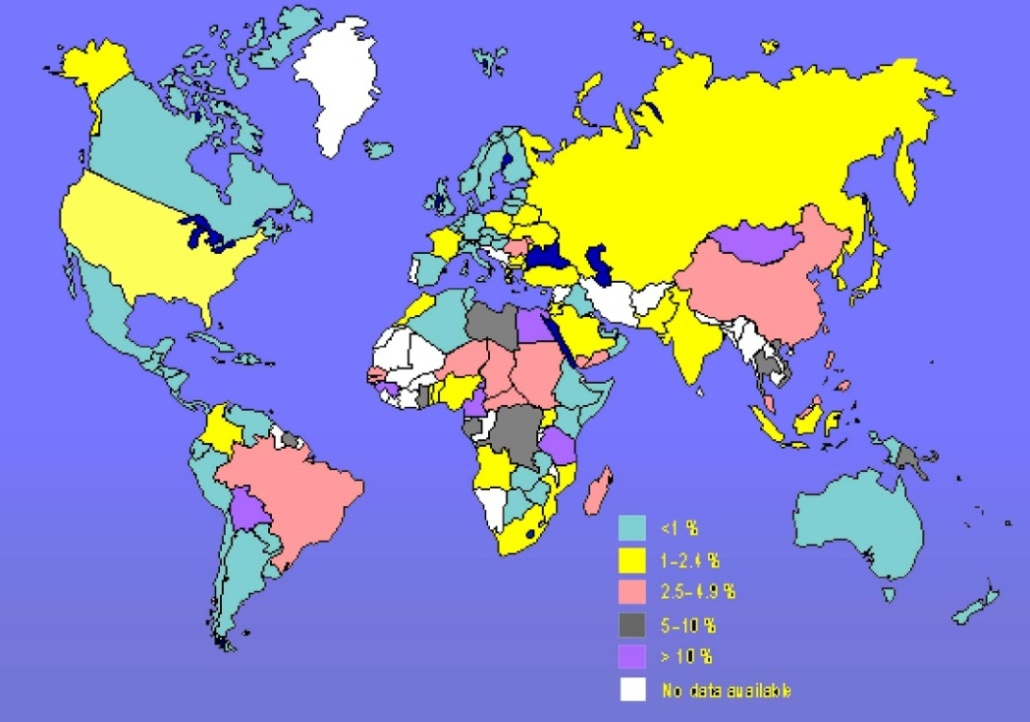 <1 %
1-2.4 %
2.5-4.9 %
5-10 %
> 10 %
No data available